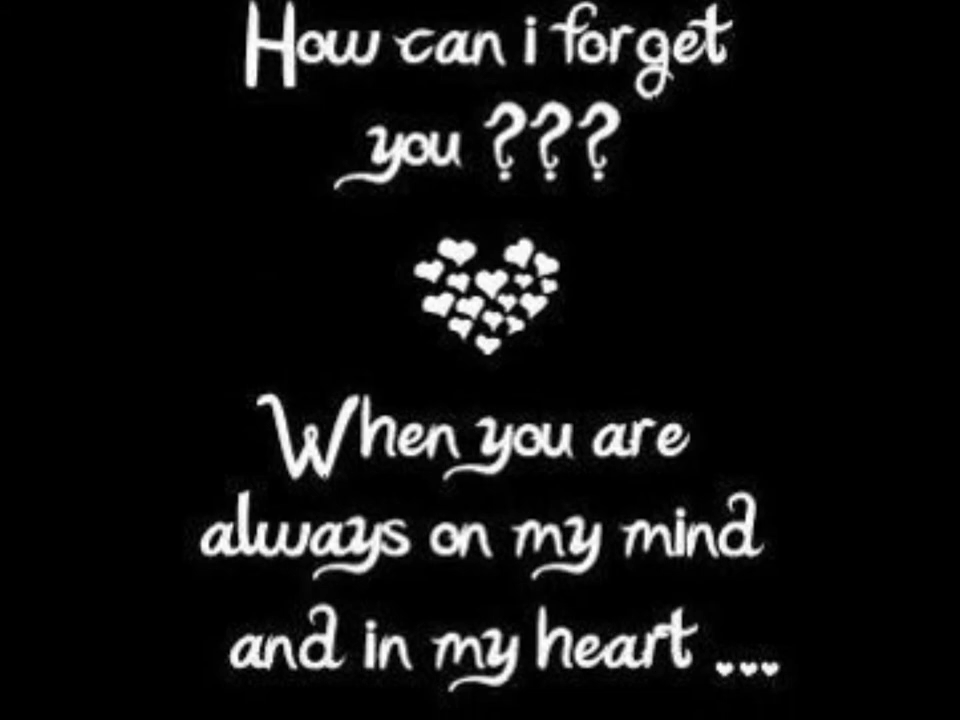 How can i forget
you ???
When you are
always on my mind
and in my heart ...